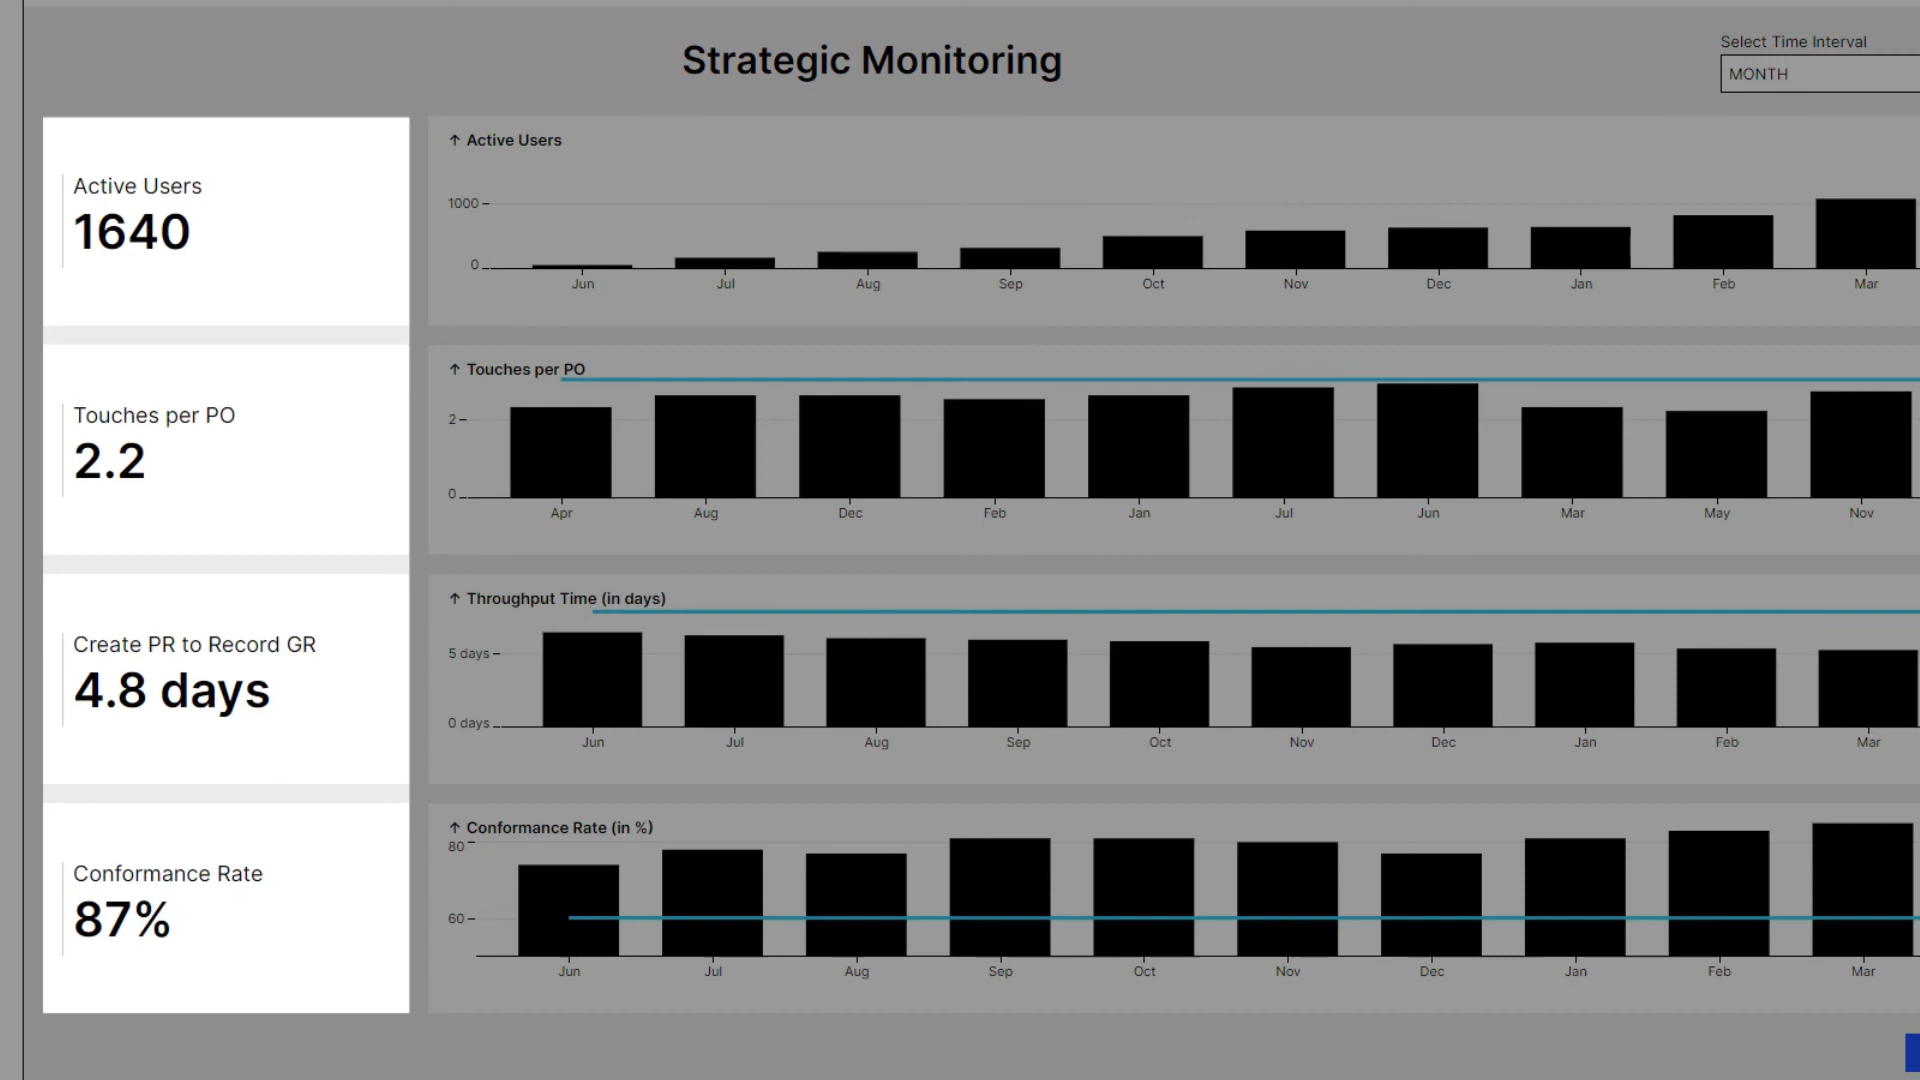 Strategic Monitoring
Select Time Interval
MONTH
Active Users
1640
↑ Active Users
1000
0
Jun Jul Aug Sep Oct Nov Dec Jan Feb Mar
Touches per PO
2.2
↑ Touches per PO
2
0
Apr Aug Dec Feb Jan Jul Jun Mar May Nov
Create PR to Record GR
4.8 days
↑ Throughput Time (in days)
5 days
0 days
Jun Jul Aug Sep Oct Nov Dec Jan Feb Mar
Conformance Rate
87%
↑ Conformance Rate (in %)
80
60
Jun Jul Aug Sep Oct Nov Dec Jan Feb Mar